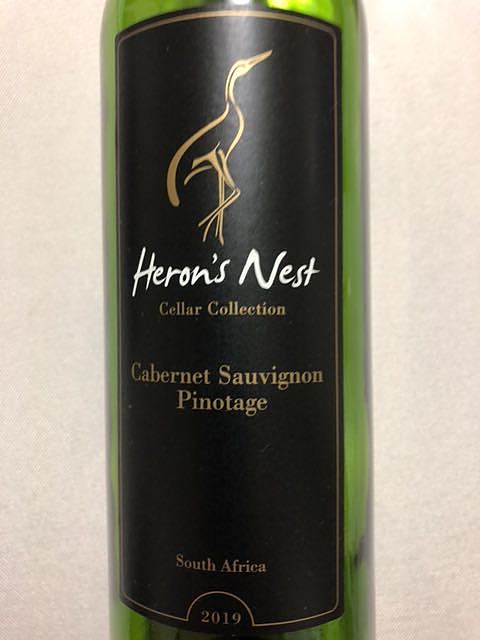 Heron's Nest
Cellar Collection
Cabernet Sauvignon
Pinotage
South Africa
2019